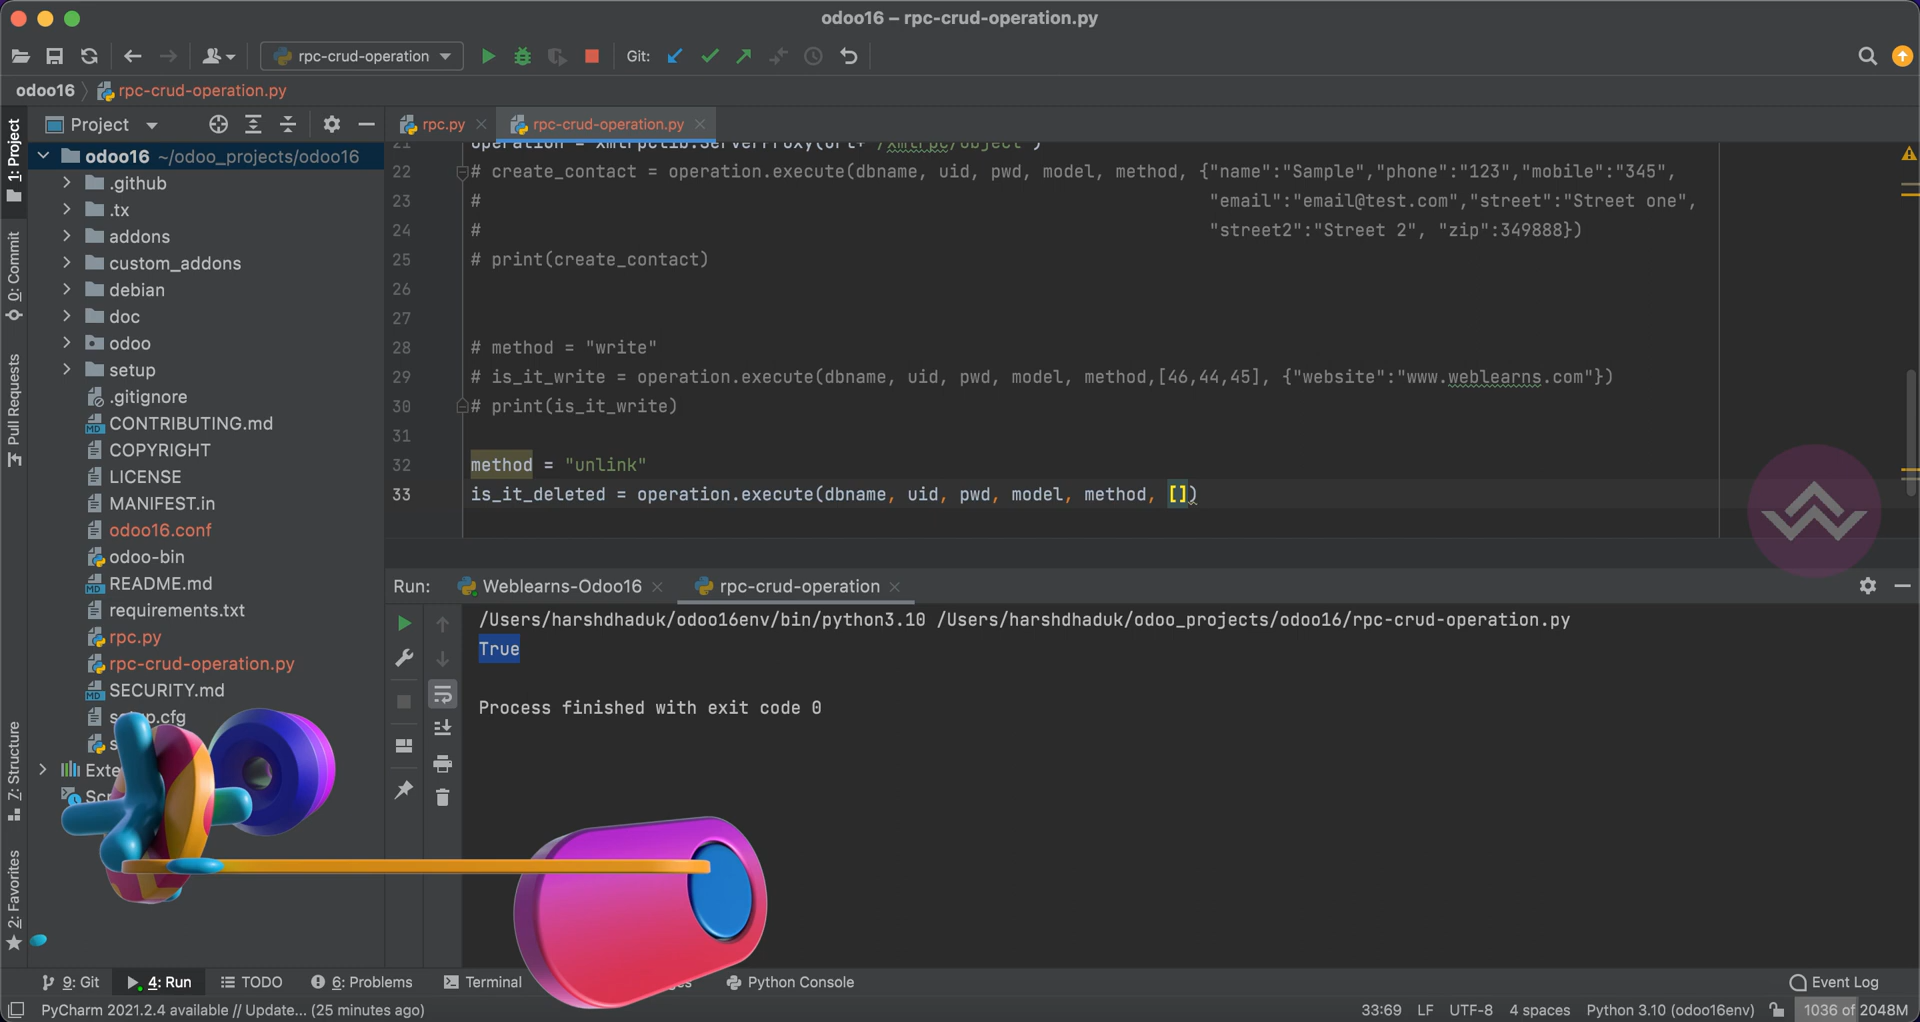 odoo16 – rpc-crud-operation.py
rpc-crud-operation
Git:
odoo16
rpc-crud-operation.py
1: Project
0: Commit
Pull Requests
Z: Structure
2: Favorites
Project
odoo16 ~/odoo_projects/odoo16
.github
.tx
addons
custom_addons
debian
doc
odoo
setup
.gitignore
CONTRIBUTING.md
COPYRIGHT
LICENSE
MANIFEST.in
odoo16.conf
odoo-bin
README.md
requirements.txt
rpc.py
rpc-crud-operation.py
SECURITY.md
rpc.py
rpc-crud-operation.py
21 operation = xmlrpclib.ServerProxy(url+"/xmlrpc/object")
22 # create_contact = operation.execute(dbname, uid, pwd, model, method, {"name":"Sample","phone":"123","mobile":"345",
23 # "email":"email@test.com","street":"Street one",
24 # "street2":"Street 2", "zip":349888})
25 # print(create_contact)
26
27
28 # method = "write"
29 # is_it_write = operation.execute(dbname, uid, pwd, model, method,[46,44,45], {"website":"www.weblearns.com"})
30 # print(is_it_write)
31
32 method = "unlink"
33 is_it_deleted = operation.execute(dbname, uid, pwd, model, method, [])
Run: Weblearns-Odoo16 rpc-crud-operation
/Users/harshdhaduk/odoo16env/bin/python3.10 /Users/harshdhaduk/odoo_projects/odoo16/rpc-crud-operation.py
True
Process finished with exit code 0
9: Git 4: Run TODO 6: Problems Terminal Python Console Event Log
PyCharm 2021.2.4 available // Update... (25 minutes ago) 33:69 LF UTF-8 4 spaces Python 3.10 (odoo16env) 1036 of 2048M